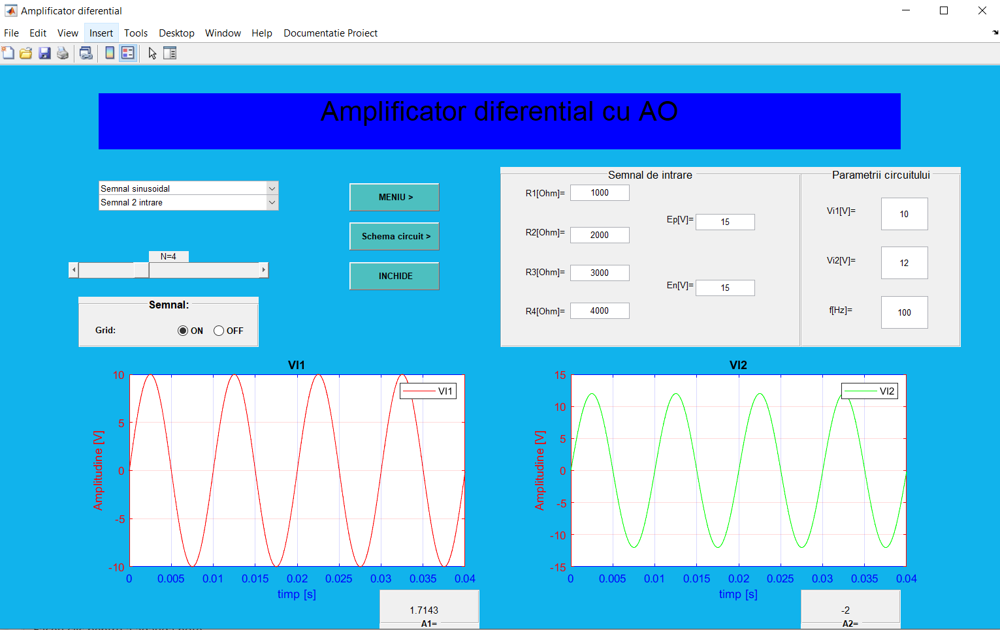 Amplificator diferential
File Edit View Insert Tools Desktop Window Help Documentatie Proiect
Amplificator diferential cu AO
Semnal sinusoidal
Semnal 2 intrare
N=4
Semnal:
Grid: ON OFF
MENIU >
Schema circuit >
INCHIDE
Semnal de intrare
R1[Ohm]= 1000
R2[Ohm]= 2000
R3[Ohm]= 3000
R4[Ohm]= 4000
Ep[V]= 15
En[V]= 15
Parametrii circuitului
Vi1[V]= 10
Vi2[V]= 12
f[Hz]= 100
VI1
VI1
10
5
0
-5
-10
Amplitudine [V]
0 0.005 0.01 0.015 0.02 0.025 0.03 0.035 0.04
timp [s]
1.7143
A1=
VI2
VI2
15
10
5
0
-5
-10
-15
Amplitudine [V]
0 0.005 0.01 0.015 0.02 0.025 0.03 0.035 0.04
timp [s]
-2
A2=